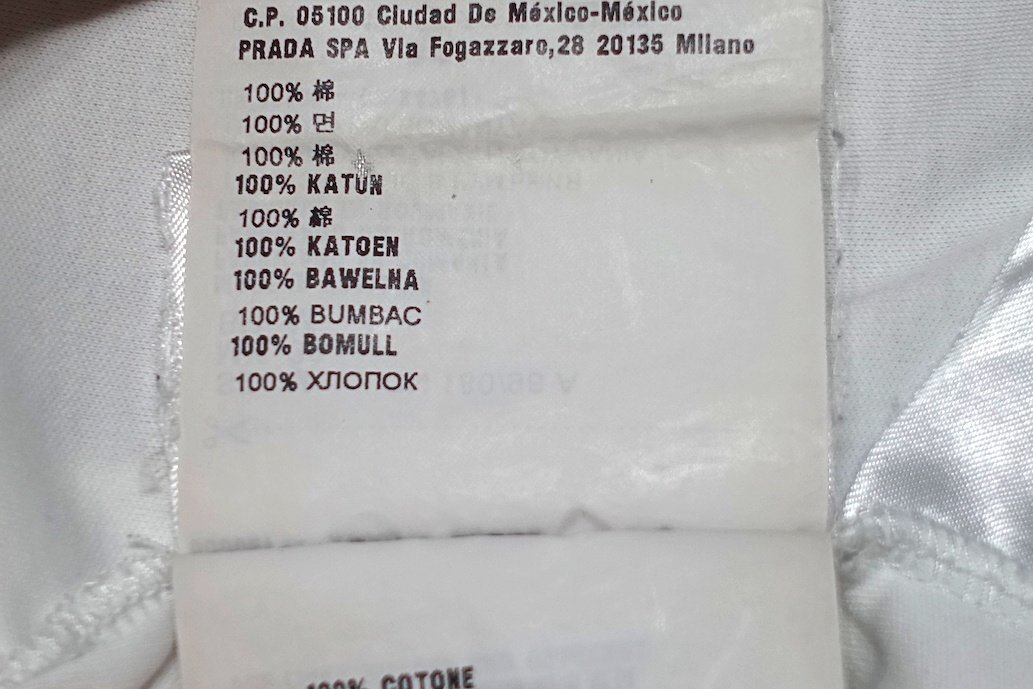 C.P. 05100 Ciudad De México-México
PRADA SPA Via Fogazzaro,28 20135 Milano
100% 棉
100% 면
100% 棉
100% KATUN
100% 綿
100% KATOEN
100% BAWELNA
100% BUMBAC
100% BOMULL
100% ХЛОПОК
100% COTONE